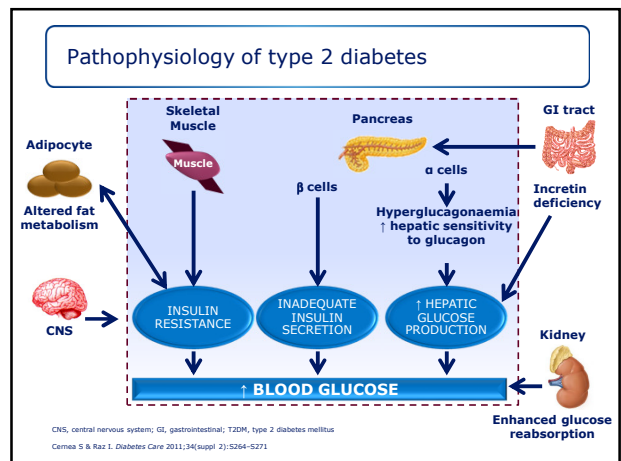 Pathophysiology of type 2 diabetes
Skeletal
Muscle
Muscle
Pancreas
GI tract
Adipocyte
Altered fat
metabolism
β cells
α cells
Incretin
deficiency
Hyperglucagonaemia
↑ hepatic sensitivity
to glucagon
CNS
INSULIN
RESISTANCE
INADEQUATE
INSULIN
SECRETION
↑ HEPATIC
GLUCOSE
PRODUCTION
Kidney
↑ BLOOD GLUCOSE
Enhanced glucose
reabsorption
CNS, central nervous system; GI, gastrointestinal; T2DM, type 2 diabetes mellitus
Cernea S & Raz I. Diabetes Care 2011;34(suppl 2):S264–S271